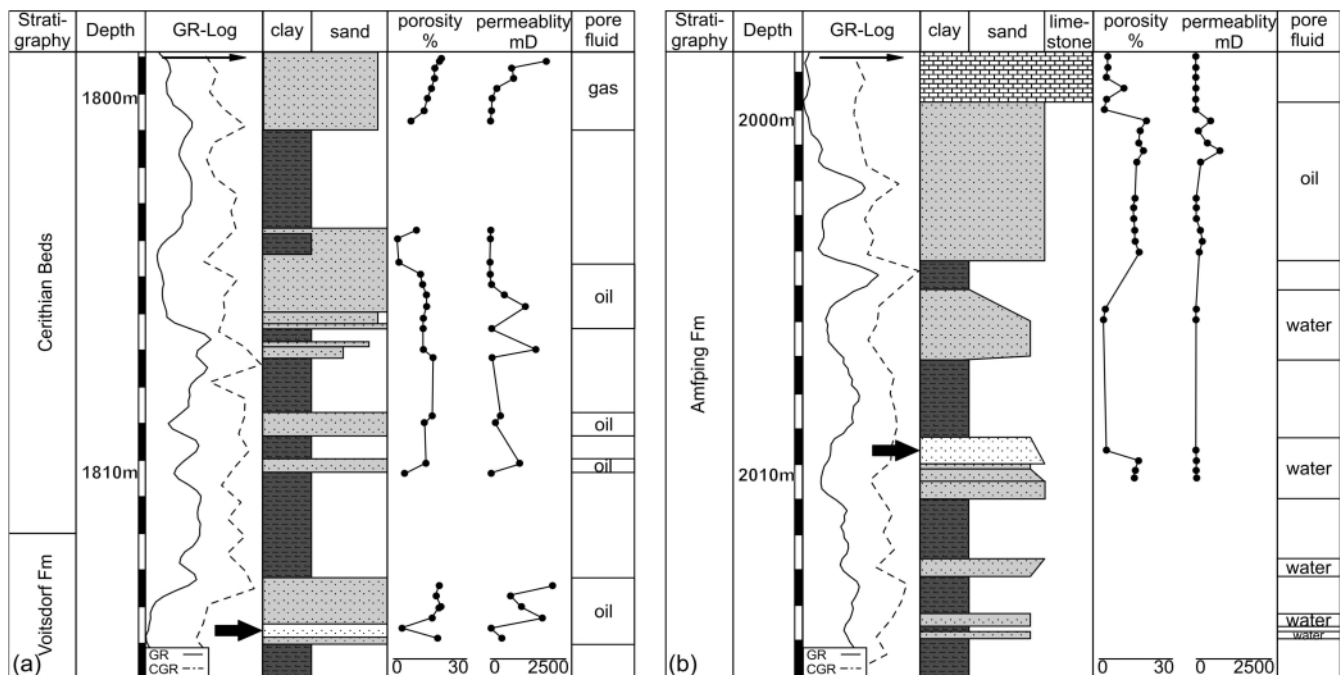 Strati-
graphy
Depth
GR-Log
clay
sand
porosity
%
permeablity
mD
pore
fluid
Cerithian Beds
Voitsdorf Fm
1800m
1810m
gas
oil
oil
oil
oil
(a)
GR
CGR
0
30
0
2500
Strati-
graphy
Depth
GR-Log
clay
sand
lime-
stone
porosity
%
permeability
mD
pore
fluid
Amfping Fm
2000m
2010m
oil
water
water
water
water
water
(b)
GR
CGR
0
30
0
2500